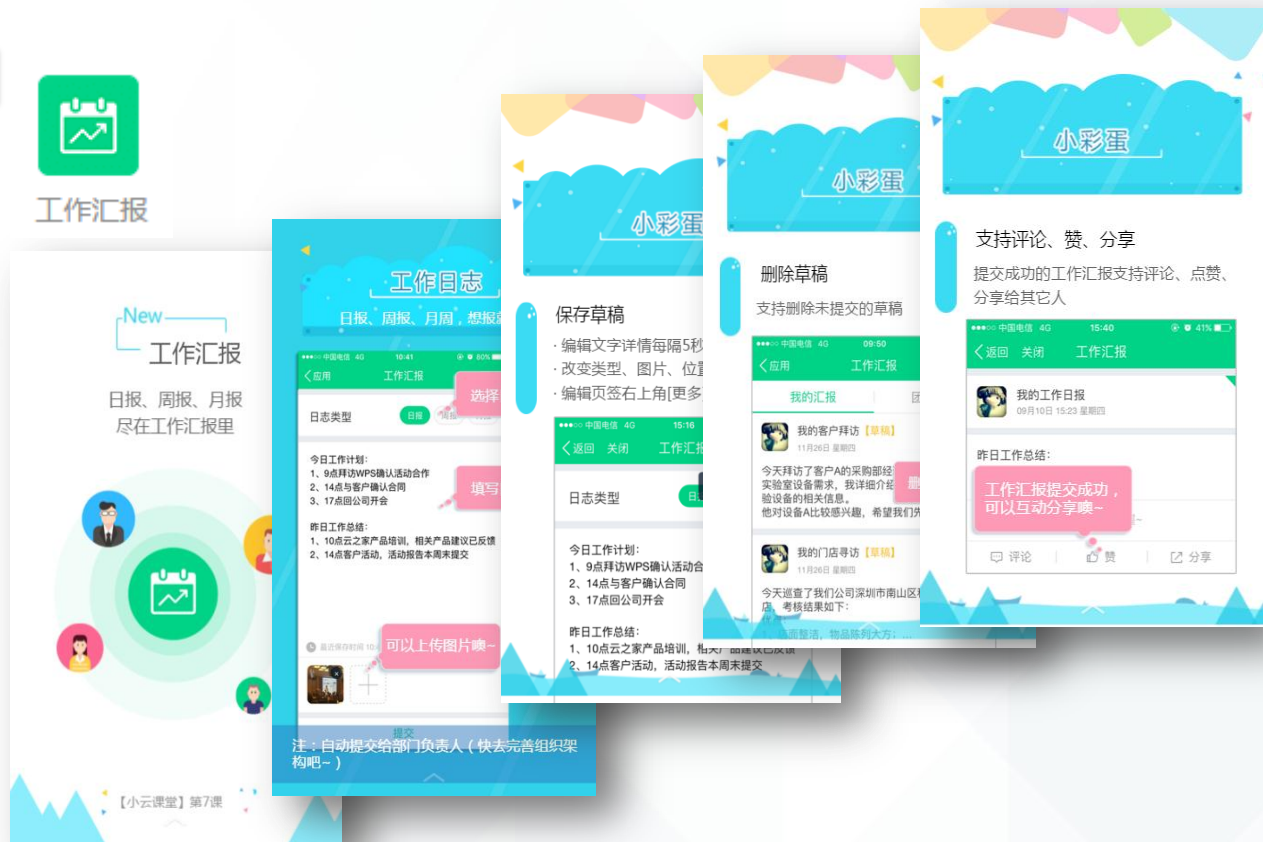 工作汇报
New
工作汇报
日报、周报、月报
尽在工作汇报里
【小云课堂】第7课
工作日志
日报、周报、月周，想报
中国电信 4G 10:41 60%
应用 工作汇报
日志类型 日报 周报
选择
今日工作计划：
1、9点拜访WPS确认活动合作
2、14点与客户确认合同
3、17点回公司开会
填写
昨日工作总结：
1、10点云之家产品培训，相关产品建议已反馈
2、14点客户活动，活动报告本周末提交
最近保存时间 10:
可以上传图片噢~
提交
注：自动提交给部门负责人（快去完善组织架
构吧~）
小彩蛋
保存草稿
· 编辑文字详情每隔5秒
· 改变类型、图片、位置
· 编辑页签右上角[更多
中国电信 4G 15:16
返回 关闭 工作汇报
日志类型
今日工作计划：
1、9点拜访WPS确认活动合
2、14点与客户确认合同
3、17点回公司开会
昨日工作总结：
1、10点云之家产品培训，相关产品建议已反馈
2、14点客户活动，活动报告本周末提交
小彩蛋
删除草稿
支持删除未提交的草稿
中国电信 4G 09:50
应用 工作汇报
我的汇报 团
我的客户拜访【草稿】
11月26日 星期四
今天拜访了客户A的采购部经
实验室设备需求，我详细介绍
验设备的相关信息。
他对设备A比较感兴趣，希望我们先
删
我的门店寻访【草稿】
11月26日 星期四
今天巡查了我们公司深圳市南山区
店，考核结果如下：
1、店面整洁，物品陈列大方；...
小彩蛋
支持评论、赞、分享
提交成功的工作汇报支持评论、点赞、
分享给其它人
中国电信 4G 15:40 41%
返回 关闭 工作汇报
我的工作日报
09月10日 15:23 星期四
昨日工作总结：
工作汇报提交成功，
可以互动分享噢~
评论 赞 分享